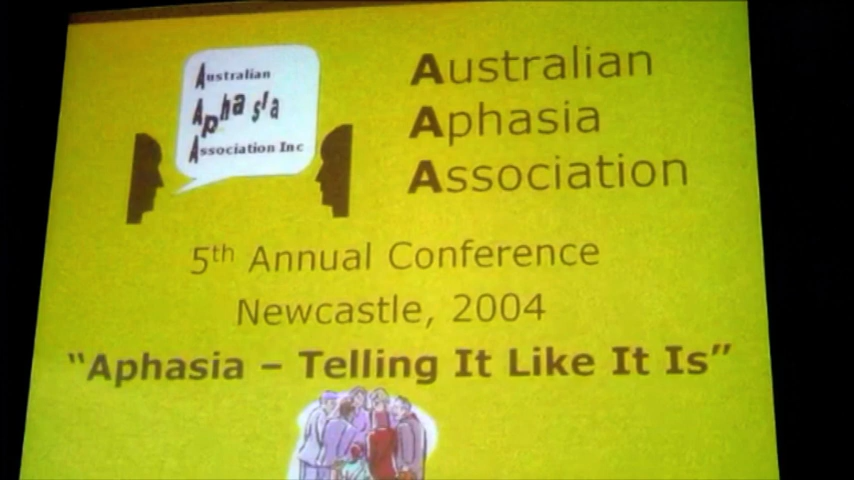 Australian
Aphasia
Association Inc
Australian
Aphasia
Association
5th Annual Conference
Newcastle, 2004
“Aphasia – Telling It Like It Is”